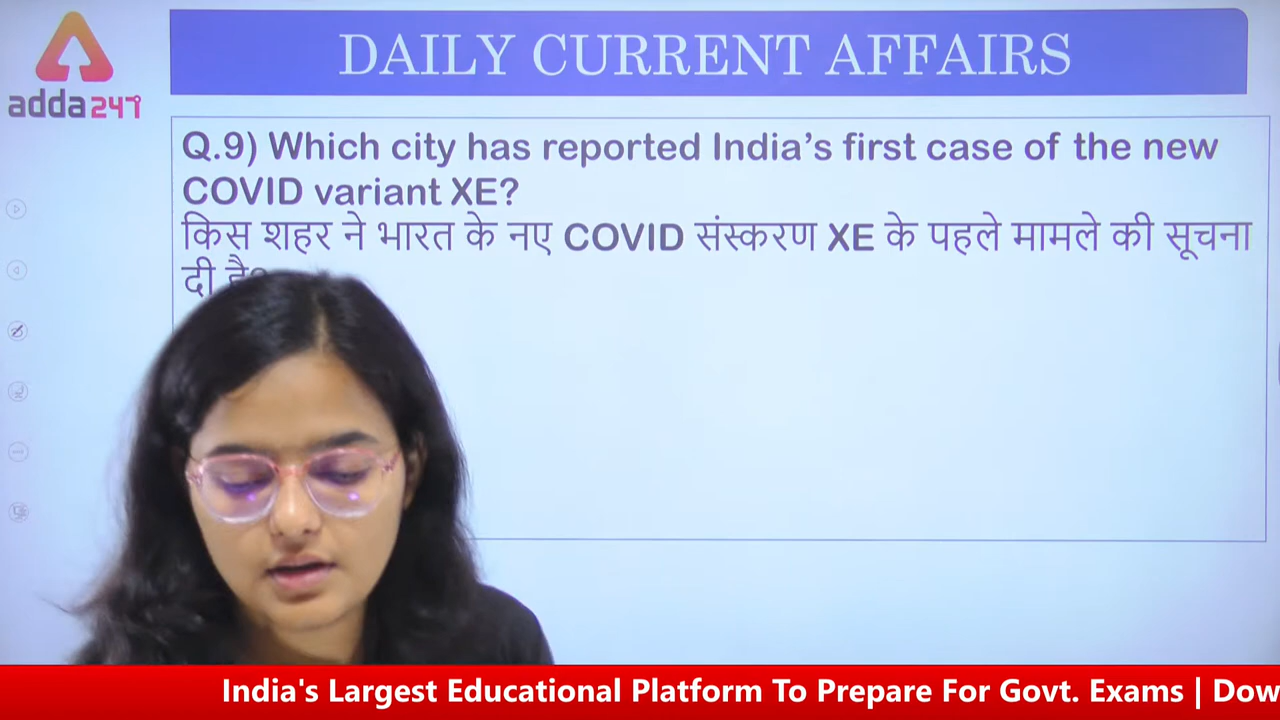 DAILY CURRENT AFFAIRS
adda247
Q.9) Which city has reported India's first case of the new
COVID variant XE?
किस शहर ने भारत के नए COVID संस्करण XE के पहले मामले की सूचना
दी है?
India's Largest Educational Platform To Prepare For Govt. Exams | Dow